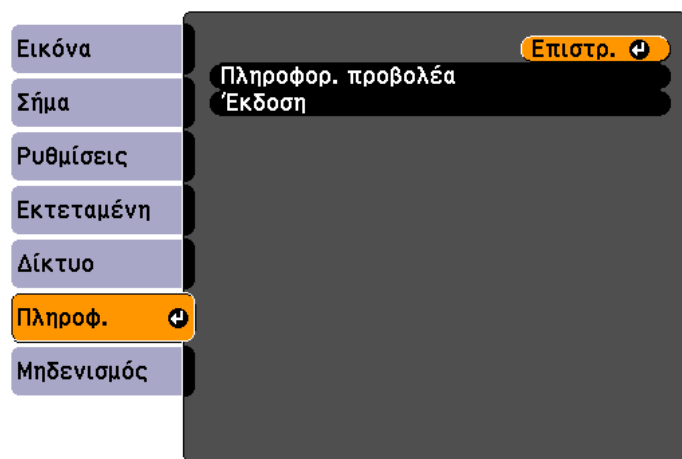 Εικόνα
Σήμα
Ρυθμίσεις
Εκτεταμένη
Δίκτυο
Πληροφ.
Μηδενισμός
Επιστρ.
Πληροφορ. προβολέα
Έκδοση